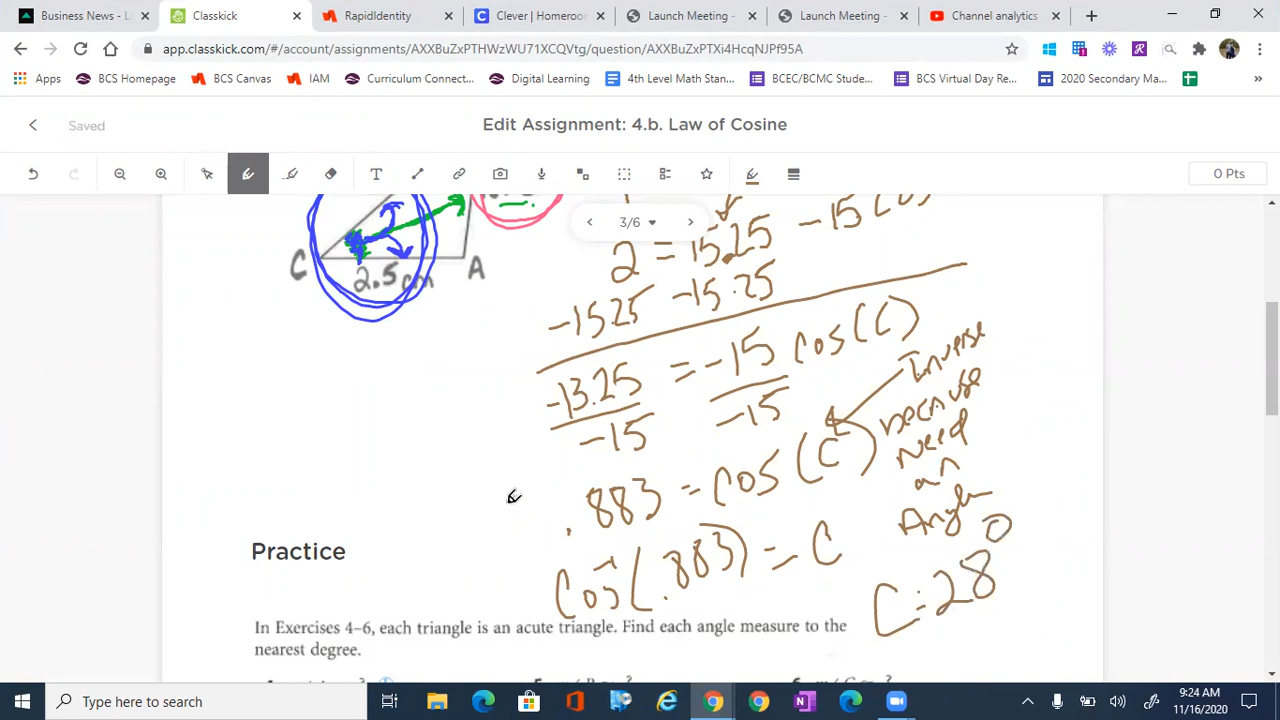 Business News - L
Classkick
RapidIdentity
Clever | Homeroo
Launch Meeting -
Launch Meeting -
Channel analytics
app.classkick.com/#/account/assignments/AXXBuZxPTHWzWU71XCQVtg/question/AXXBuZxPTXi4HcqNJPf95A
Apps
BCS Homepage
BCS Canvas
IAM
Curriculum Connect...
Digital Learning
4th Level Math Stan...
BCEC/BCMC Stude...
BCS Virtual Day Re...
2020 Secondary Ma...
Saved
Edit Assignment: 4.b. Law of Cosine
T
0 Pts
3/6
C
2.5 cm
A
2 = 15.25 -15 cos
-15.25 -15.25
-13.25 = -15 cos(C)
-15 -15
Inverse
because
need
an
Angle
.883 = cos(C)
cos⁻¹(.883) = C
C = 28°
Practice
In Exercises 4–6, each triangle is an acute triangle. Find each angle measure to the
nearest degree.
Type here to search
9:24 AM
11/16/2020